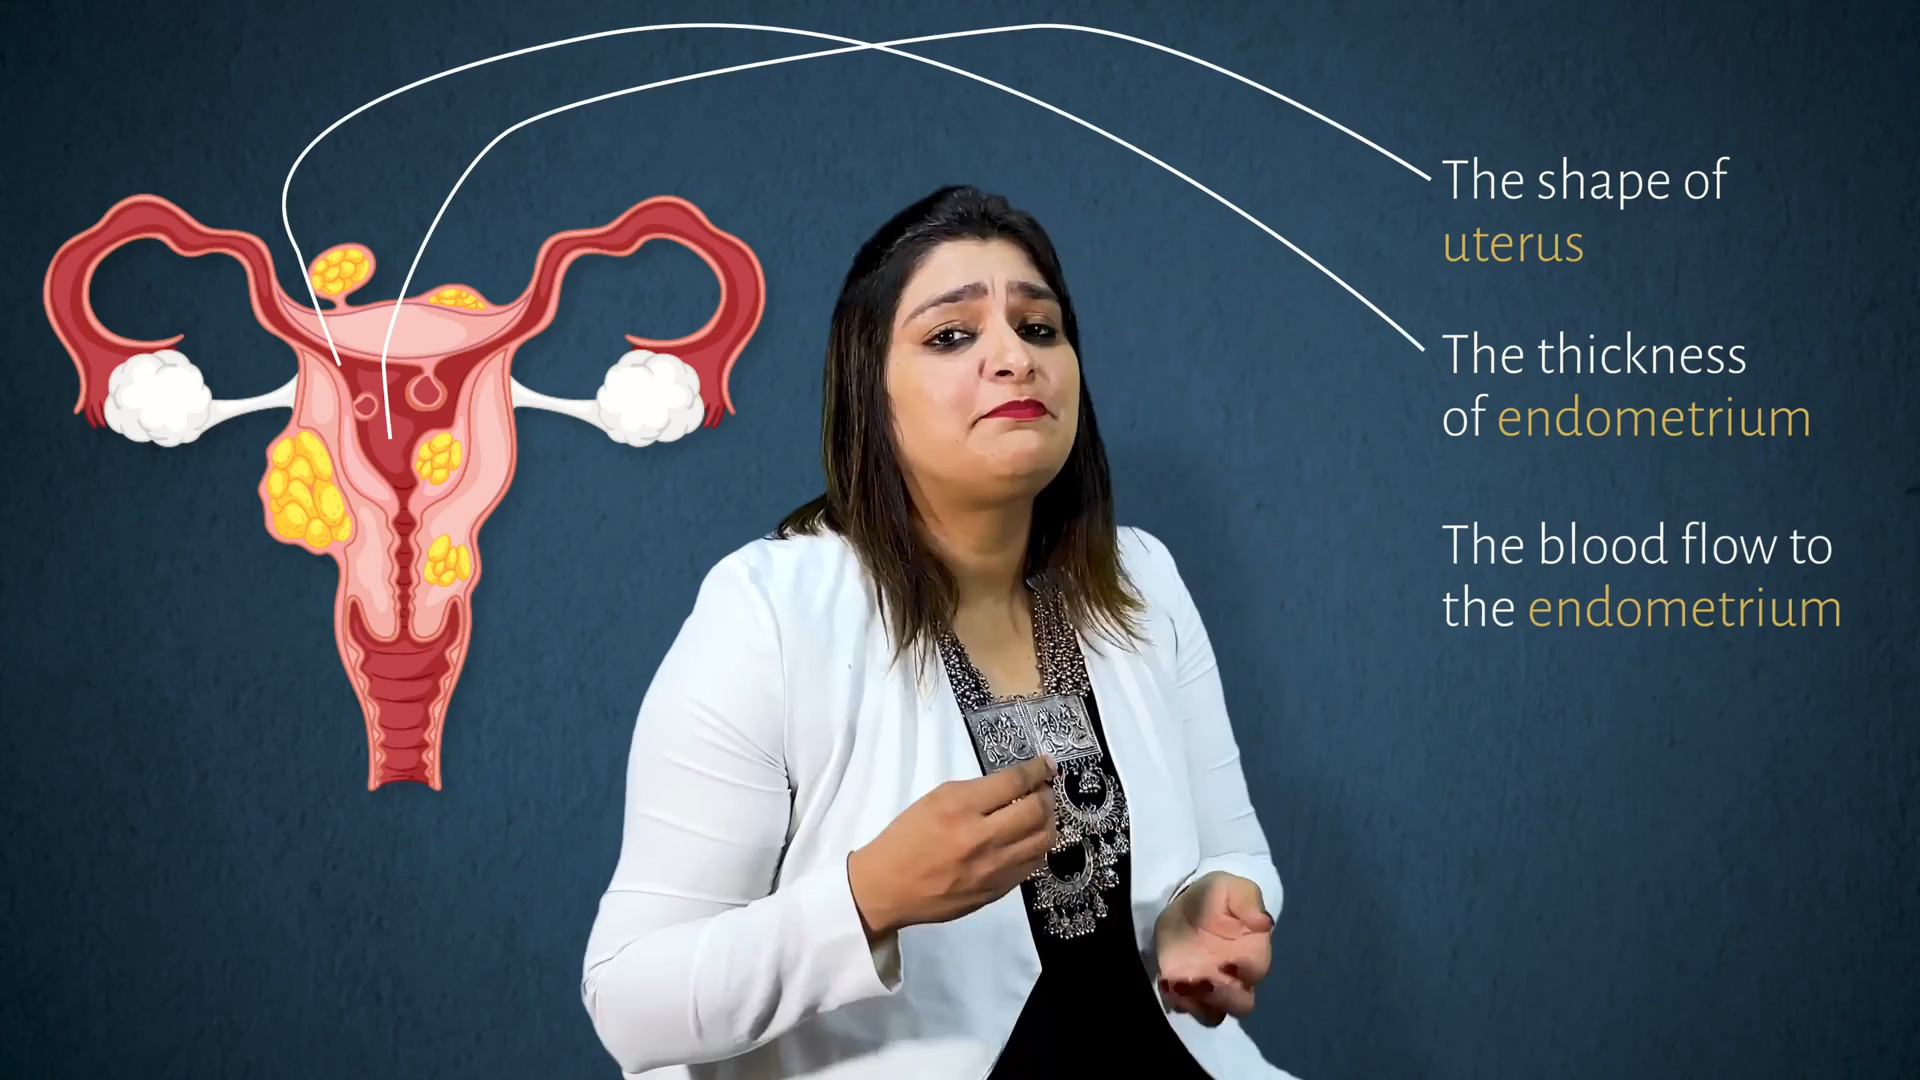 The shape of
uterus
The thickness
of endometrium
The blood flow to
the endometrium